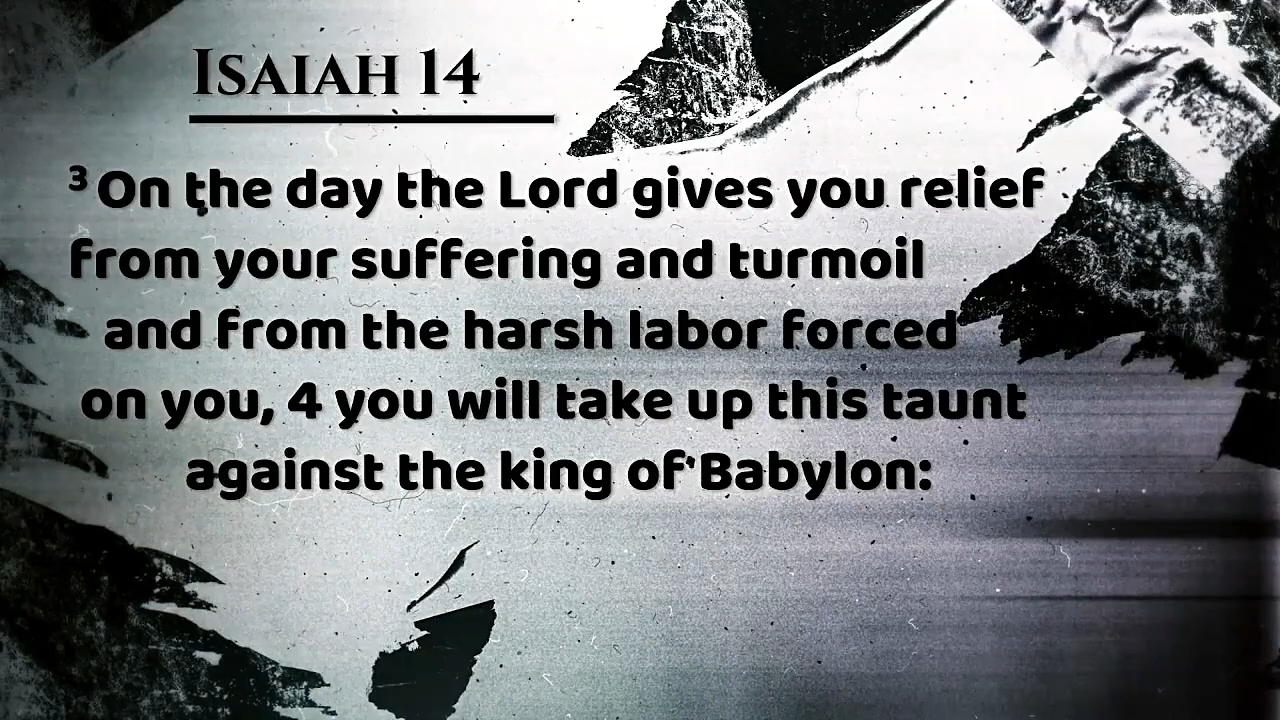 Isaiah 14
³ On the day the Lord gives you relief
from your suffering and turmoil
and from the harsh labor forced
on you, 4 you will take up this taunt
against the king of Babylon: